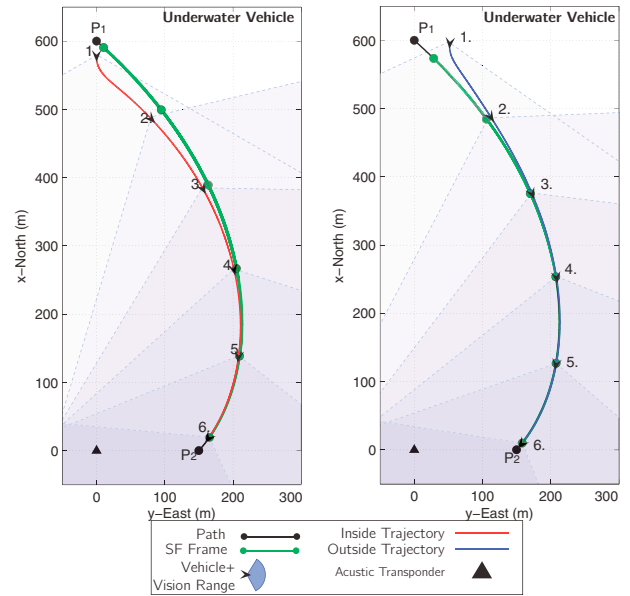 Underwater Vehicle
P1
600
1.
500
2.
400
3.
x-North (m)
300
4.
200
5.
100
6.
0
P2
0
100
200
300
y-East (m)
Underwater Vehicle
P1
1.
600
2.
500
3.
400
x-North (m)
300
4.
200
5.
100
6.
0
P2
0
100
200
300
y-East (m)
Path
Inside Trajectory
SF Frame
Outside Trajectory
Vehicle+
Vision Range
Acustic Transponder